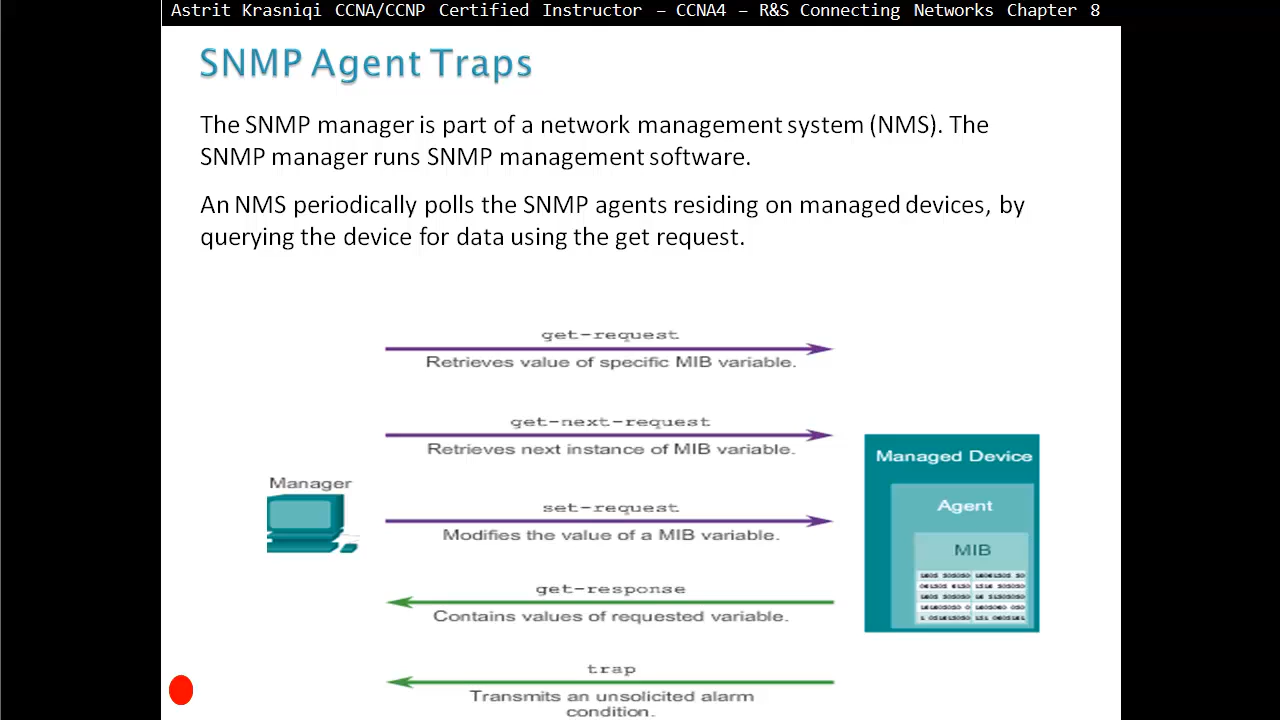 Astrit Krasniqi CCNA/CCNP Certified Instructor – CCNA4 – R&S Connecting Networks Chapter 8
SNMP Agent Traps
The SNMP manager is part of a network management system (NMS). The
SNMP manager runs SNMP management software.
An NMS periodically polls the SNMP agents residing on managed devices, by
querying the device for data using the get request.
get-request
Retrieves value of specific MIB variable.
get-next-request
Retrieves next instance of MIB variable.
Managed Device
Manager
set-request
Agent
Modifies the value of a MIB variable.
MIB
get-response
Contains values of requested variable.
trap
Transmits an unsolicited alarm
condition.